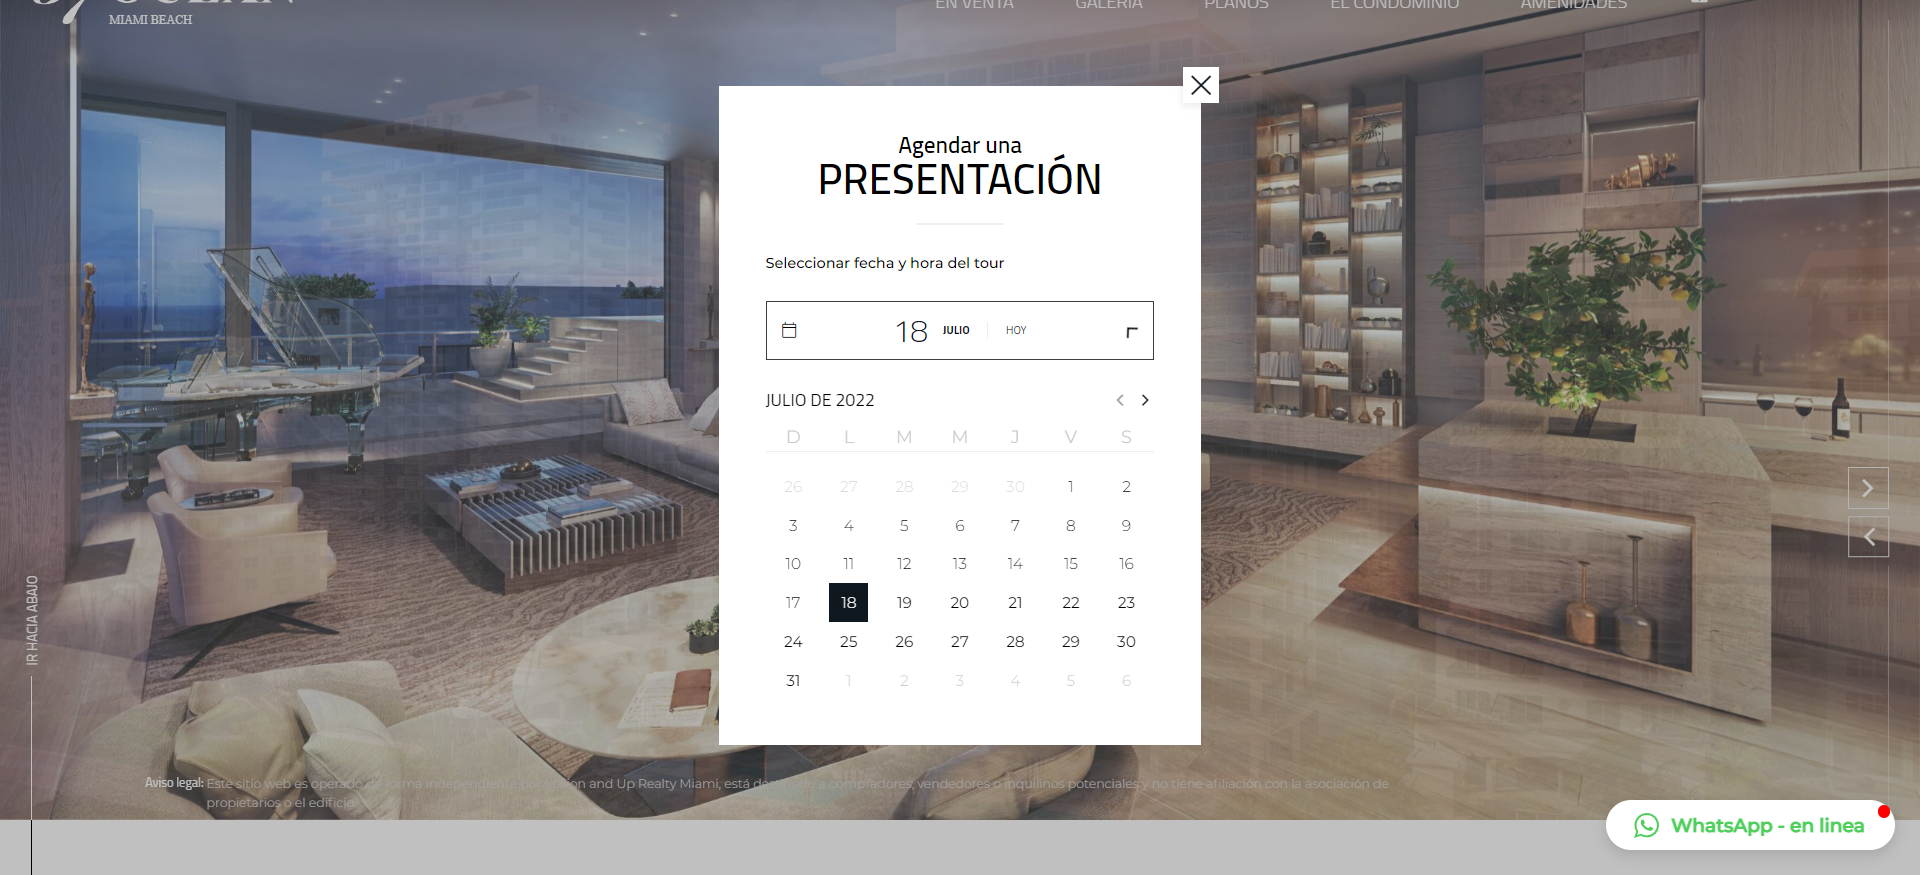 MIAMI BEACH
EN VENTA GALERÍA PLANOS EL CONDOMINIO AMENIDADES
Agendar una
PRESENTACIÓN
Seleccionar fecha y hora del tour
18 JULIO HOY
JULIO DE 2022
D L M M J V S
26 27 28 29 30 1 2
3 4 5 6 7 8 9
10 11 12 13 14 15 16
17 18 19 20 21 22 23
24 25 26 27 28 29 30
31 1 2 3 4 5 6
IR HACIA ABAJO
Aviso legal: Este sitio web es operado de forma independiente and Up Realty Miami, está a compradores, vendedores o inquilinos potenciales y no tiene afiliación con la asociación de
propietarios o el edificio.
WhatsApp - en linea